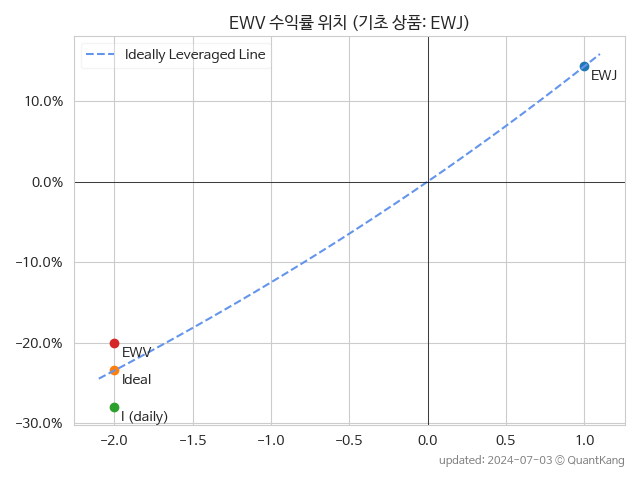 EWV 수익률 위치 (기초 상품: EWJ)
Ideally Leveraged Line
EWJ
10.0%
0.0%
−10.0%
−20.0%
−30.0%
EWV
Ideal
I (daily)
−2.0 −1.5 −1.0 −0.5 0.0 0.5 1.0
updated: 2024-07-03 © QuantKang